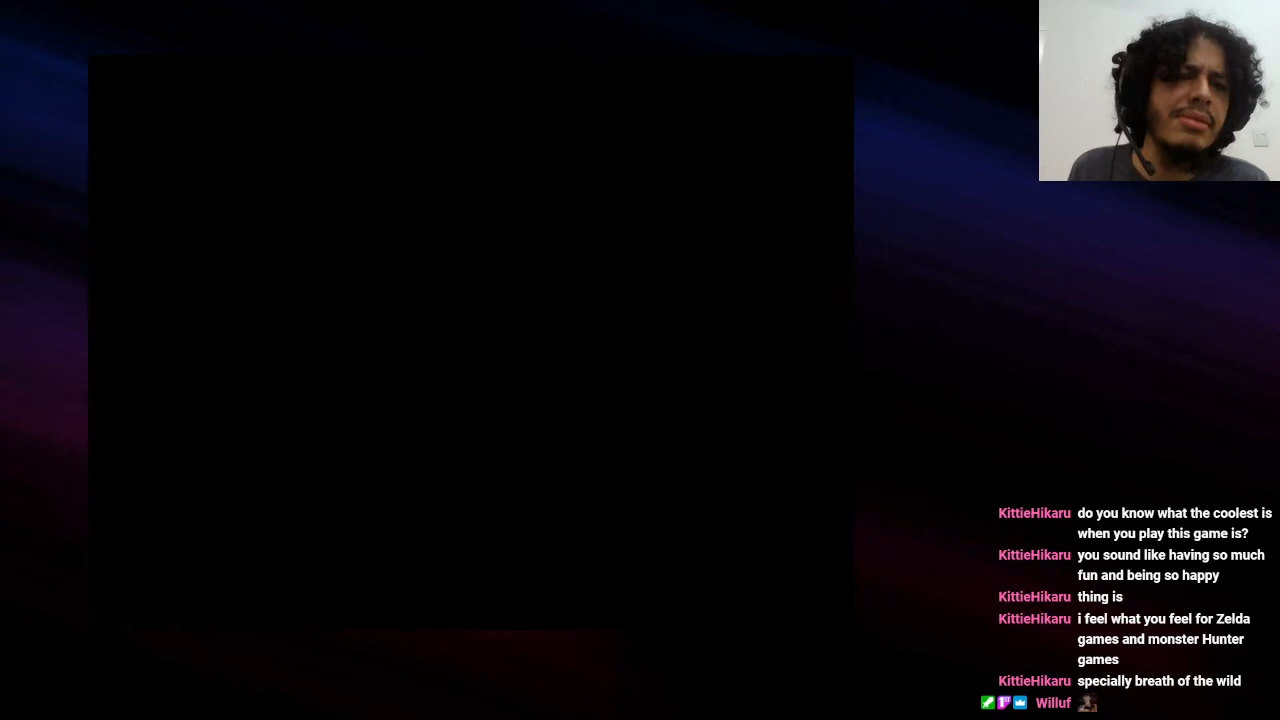 KittieHikaru do you know what the coolest is
when you play this game is?
KittieHikaru you sound like having so much
fun and being so happy
KittieHikaru thing is
KittieHikaru i feel what you feel for Zelda
games and monster Hunter
games
KittieHikaru specially breath of the wild
Willuf